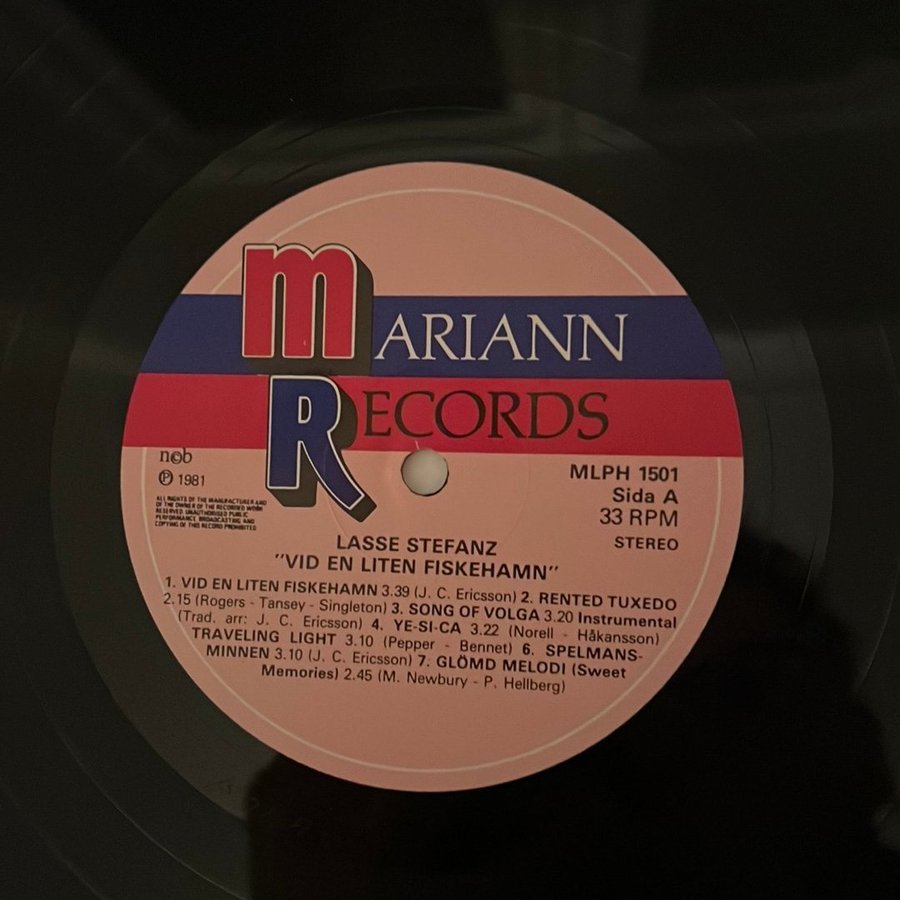 MARIANN
RECORDS
n©b
℗ 1981
ALL RIGHTS OF THE MANUFACTURER AND
OF THE OWNER OF THE RECORDED WORK
RESERVED. UNAUTHORISED PUBLIC
PERFORMANCE, BROADCASTING AND
COPYING OF THIS RECORD PROHIBITED
MLPH 1501
Sida A
33 RPM
STEREO
LASSE STEFANZ
"VID EN LITEN FISKEHAMN"
1. VID EN LITEN FISKEHAMN 3.39 (J. C. Ericsson) 2. RENTED TUXEDO
2.15 (Rogers - Tansey - Singleton) 3. SONG OF VOLGA 3.20 Instrumental
(Trad. arr: J. C. Ericsson) 4. YE-SI-CA 3.22 (Norell - Håkansson)
TRAVELING LIGHT 3.10 (Pepper - Bennet) 6. SPELMANS-
MINNEN 3.10 (J. C. Ericsson) 7. GLÖMD MELODI (Sweet
Memories) 2.45 (M. Newbury - P. Hellberg)